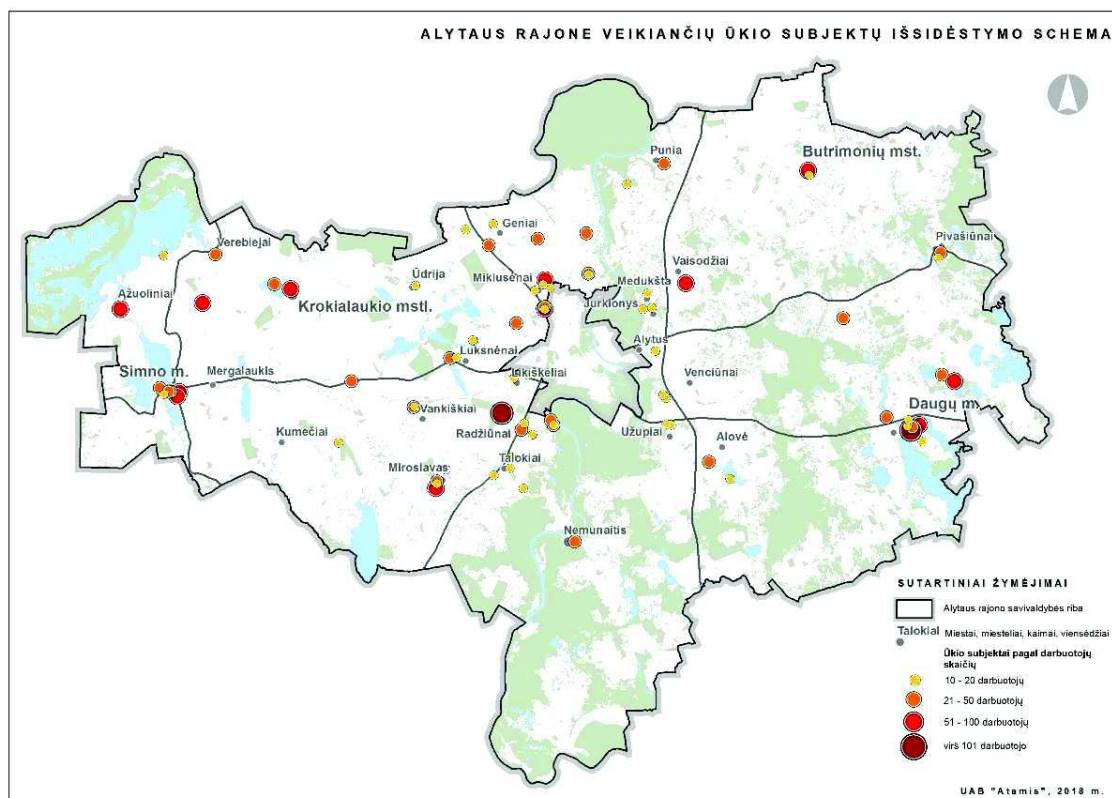 ALYTAUS RAJONE VEIKIANČIŲ ŪKIO SUBJEKTŲ IŠSIDĖSTYMO SCHEMA
Punia
Butrimonių mst.
Geniai
Verebiejai
Pivašiūnai
Vaisodžiai
Ūdrija
Miklusėnai
Medukšta
Ąžuoliniai
Krokialaukio mstl.
Jurkionys
Alytus
Luksnėnai
Simno m.
Mergalaukis
Likiškėliai
Venciūnai
Vankiškiai
Daugų m.
Kumečiai
Radžiūnai
Užupiai
Alovė
Miroslavas
Talokiai
Nemunaitis
SUTARTINIAI ŽYMĖJIMAI
Alytaus rajono savivaldybės riba
Talokiai
Miestai, miesteliai, kaimai, viensėdžiai
Ūkio subjektai pagal darbuotojų
skaičių
10 - 20 darbuotojų
21 - 50 darbuotojų
51 - 100 darbuotojų
virš 101 darbuotojo
UAB "Atamis", 2018 m.